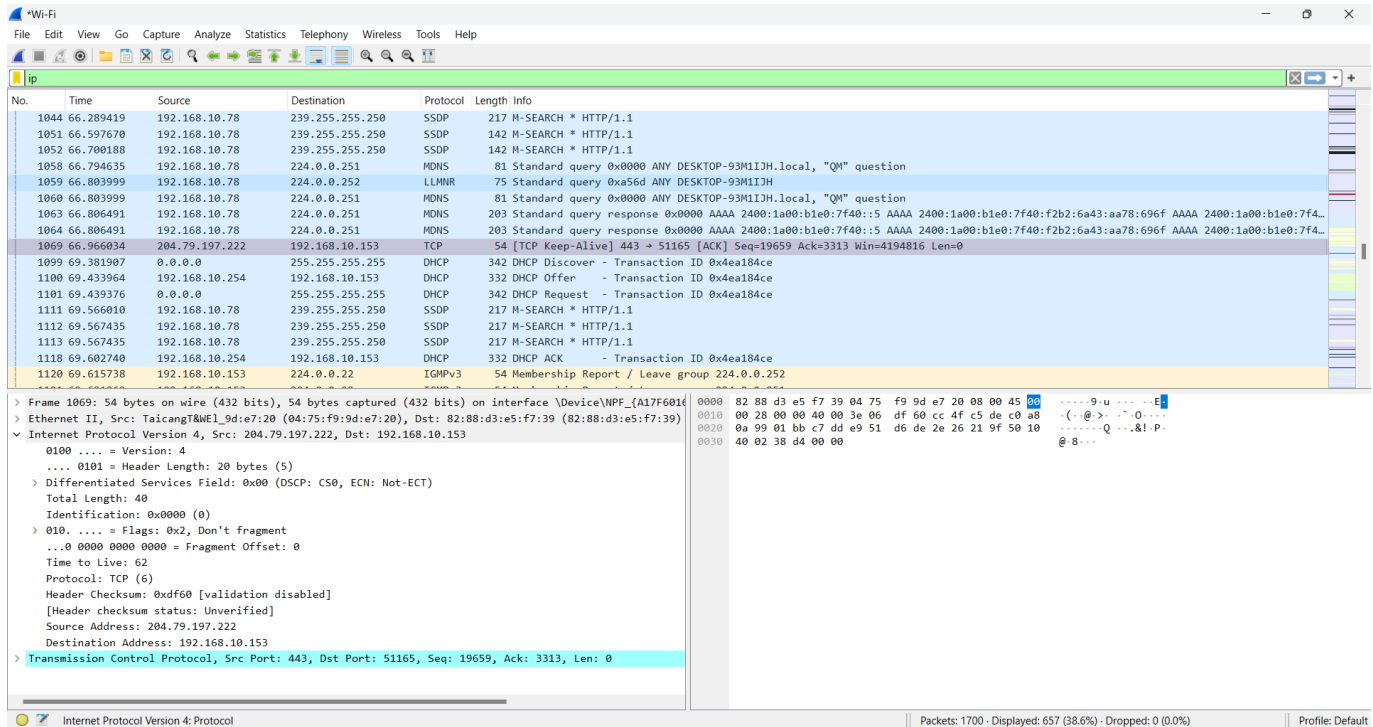 *Wi-Fi
File Edit View Go Capture Analyze Statistics Telephony Wireless Tools Help
ip
No. Time Source Destination Protocol Length Info
1044 66.289419 192.168.10.78 239.255.255.250 SSDP 217 M-SEARCH * HTTP/1.1
1051 66.597670 192.168.10.78 239.255.255.250 SSDP 142 M-SEARCH * HTTP/1.1
1052 66.700188 192.168.10.78 239.255.255.250 SSDP 142 M-SEARCH * HTTP/1.1
1058 66.794635 192.168.10.78 224.0.0.251 MDNS 81 Standard query 0x0000 ANY DESKTOP-93M1IJH.local, "QM" question
1059 66.803999 192.168.10.78 224.0.0.252 LLMNR 75 Standard query 0xa56d ANY DESKTOP-93M1IJH
1060 66.803999 192.168.10.78 224.0.0.251 MDNS 81 Standard query 0x0000 ANY DESKTOP-93M1IJH.local, "QM" question
1063 66.806491 192.168.10.78 224.0.0.251 MDNS 203 Standard query response 0x0000 AAAA 2400:1a00:b1e0:7f40::5 AAAA 2400:1a00:b1e0:7f40:f2b2:6a43:aa78:696f AAAA 2400:1a00:b1e0:7f4…
1064 66.806491 192.168.10.78 224.0.0.251 MDNS 203 Standard query response 0x0000 AAAA 2400:1a00:b1e0:7f40::5 AAAA 2400:1a00:b1e0:7f40:f2b2:6a43:aa78:696f AAAA 2400:1a00:b1e0:7f4…
1069 66.966034 204.79.197.222 192.168.10.153 TCP 54 [TCP Keep-Alive] 443 → 51165 [ACK] Seq=19659 Ack=3313 Win=4194816 Len=0
1099 69.381907 0.0.0.0 255.255.255.255 DHCP 342 DHCP Discover - Transaction ID 0x4ea184ce
1100 69.433964 192.168.10.254 192.168.10.153 DHCP 332 DHCP Offer - Transaction ID 0x4ea184ce
1101 69.439376 0.0.0.0 255.255.255.255 DHCP 342 DHCP Request - Transaction ID 0x4ea184ce
1111 69.566010 192.168.10.78 239.255.255.250 SSDP 217 M-SEARCH * HTTP/1.1
1112 69.567435 192.168.10.78 239.255.255.250 SSDP 217 M-SEARCH * HTTP/1.1
1113 69.567435 192.168.10.78 239.255.255.250 SSDP 217 M-SEARCH * HTTP/1.1
1118 69.602740 192.168.10.254 192.168.10.153 DHCP 332 DHCP ACK - Transaction ID 0x4ea184ce
1120 69.615738 192.168.10.153 224.0.0.22 IGMPv3 54 Membership Report / Leave group 224.0.0.252
> Frame 1069: 54 bytes on wire (432 bits), 54 bytes captured (432 bits) on interface \Device\NPF_{A17F6016
> Ethernet II, Src: TaicangT&WEl_9d:e7:20 (04:75:f9:9d:e7:20), Dst: 82:88:d3:e5:f7:39 (82:88:d3:e5:f7:39)
Internet Protocol Version 4, Src: 204.79.197.222, Dst: 192.168.10.153
0100 .... = Version: 4
.... 0101 = Header Length: 20 bytes (5)
> Differentiated Services Field: 0x00 (DSCP: CS0, ECN: Not-ECT)
Total Length: 40
Identification: 0x0000 (0)
> 010. .... = Flags: 0x2, Don't fragment
...0 0000 0000 0000 = Fragment Offset: 0
Time to Live: 62
Protocol: TCP (6)
Header Checksum: 0xdf60 [validation disabled]
[Header checksum status: Unverified]
Source Address: 204.79.197.222
Destination Address: 192.168.10.153
> Transmission Control Protocol, Src Port: 443, Dst Port: 51165, Seq: 19659, Ack: 3313, Len: 0
0000 82 88 d3 e5 f7 39 04 75 f9 9d e7 20 08 00 45 00 ·····9·u ··· ··E·
0010 00 28 00 00 40 00 3e 06 df 60 cc 4f c5 de c0 a8 ·(··@·>· ·`·O····
0020 0a 99 01 bb c7 dd e9 51 d6 de 2e 26 21 9f 50 10 ·······Q ··.&!·P·
0030 40 02 38 d4 00 00 @·8···
Internet Protocol Version 4: Protocol
Packets: 1700 · Displayed: 657 (38.6%) · Dropped: 0 (0.0%)
Profile: Default